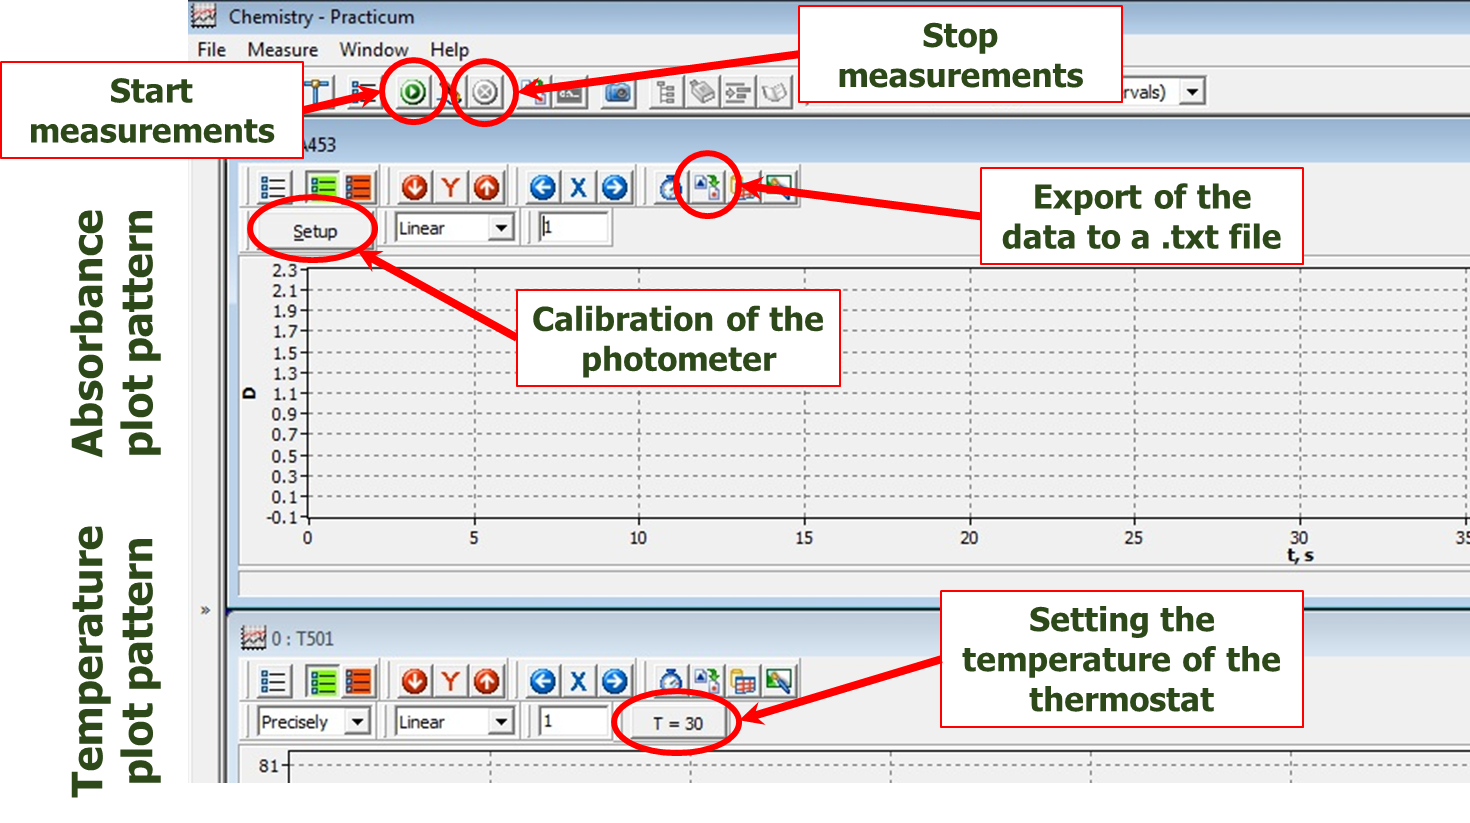 Chemistry - Practicum
File Measure Window Help
Start
measurements
Stop
measurements
rvals)
A453
Export of the
data to a .txt file
Y
X
Setup
Linear
1
Calibration of the
photometer
Absorbance
plot pattern
D
2.3
2.1
1.9
1.7
1.5
1.3
1.1
0.9
0.7
0.5
0.3
0.1
-0.1
0 5 10 15 20 25 30 35
t, s
»
Temperature
plot pattern
0 : T501
Setting the
temperature of the
thermostat
Y
X
Precisely
Linear
1
T = 30
81